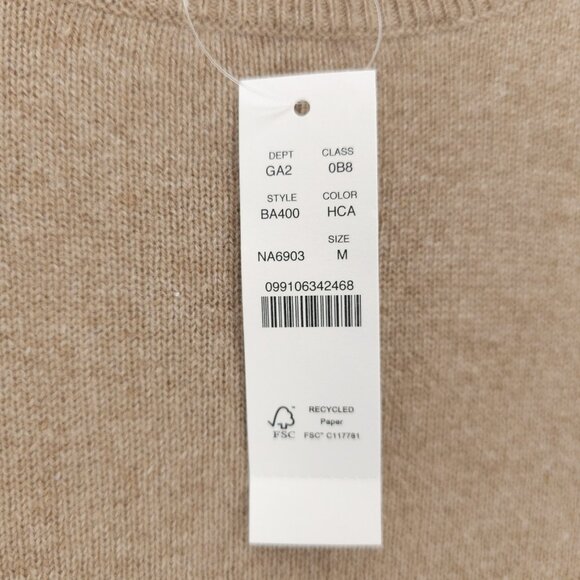 DEPT CLASS
GA2 0B8
STYLE COLOR
BA400 HCA
SIZE
NA6903 M
099106342468
RECYCLED
Paper
FSC FSC® C117781